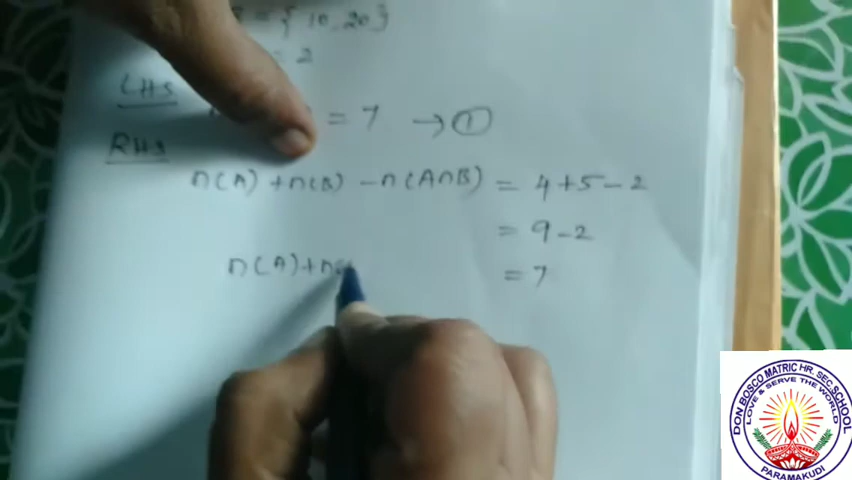 = { 10, 20}
= 2
LHS
= 7 → ①
RHS
n(A) + n(B) - n(A∩B) = 4 + 5 - 2
= 9 - 2
n(A) + n = 7
DON BOSCO MATRIC HR. SEC. SCHOOL
LOVE & SERVE THE WORLD
PARAMAKUDI